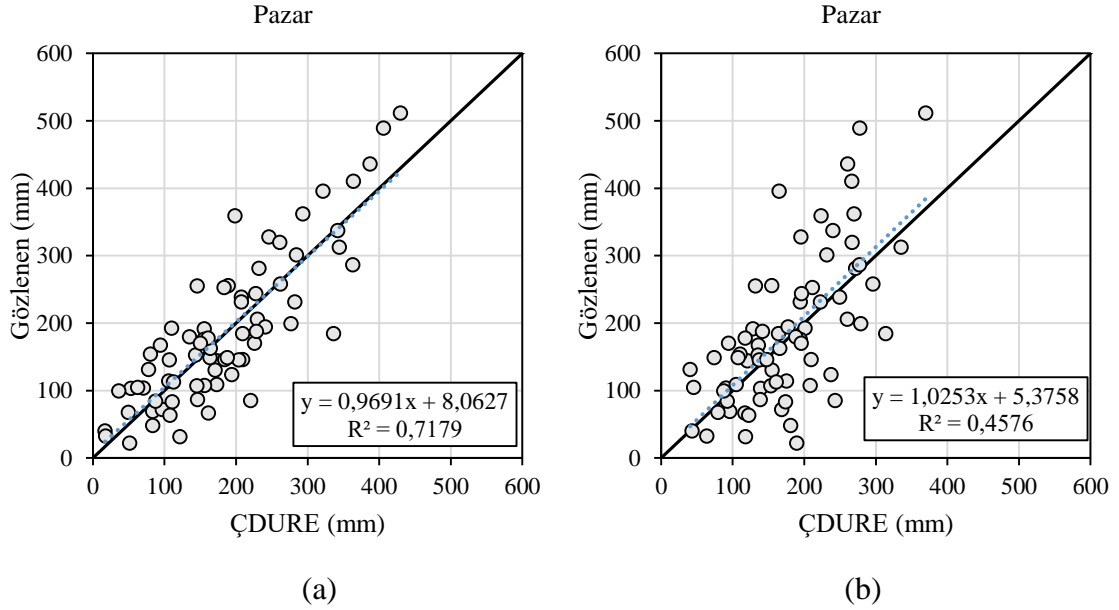 Pazar
600
500
400
300
200
100
0
Gözlenen (mm)
y = 0,9691x + 8,0627
R² = 0,7179
0 100 200 300 400 500 600
ÇDURE (mm)
(a)
Pazar
600
500
400
300
200
100
0
Gözlenen (mm)
y = 1,0253x + 5,3758
R² = 0,4576
0 100 200 300 400 500 600
ÇDURE (mm)
(b)